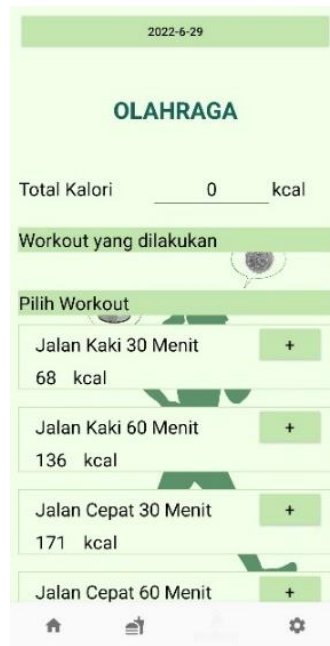 2022-6-29
OLAHRAGA
Total Kalori 0 kcal
Workout yang dilakukan
Pilih Workout
Jalan Kaki 30 Menit +
68 kcal
Jalan Kaki 60 Menit +
136 kcal
Jalan Cepat 30 Menit +
171 kcal
Jalan Cepat 60 Menit +